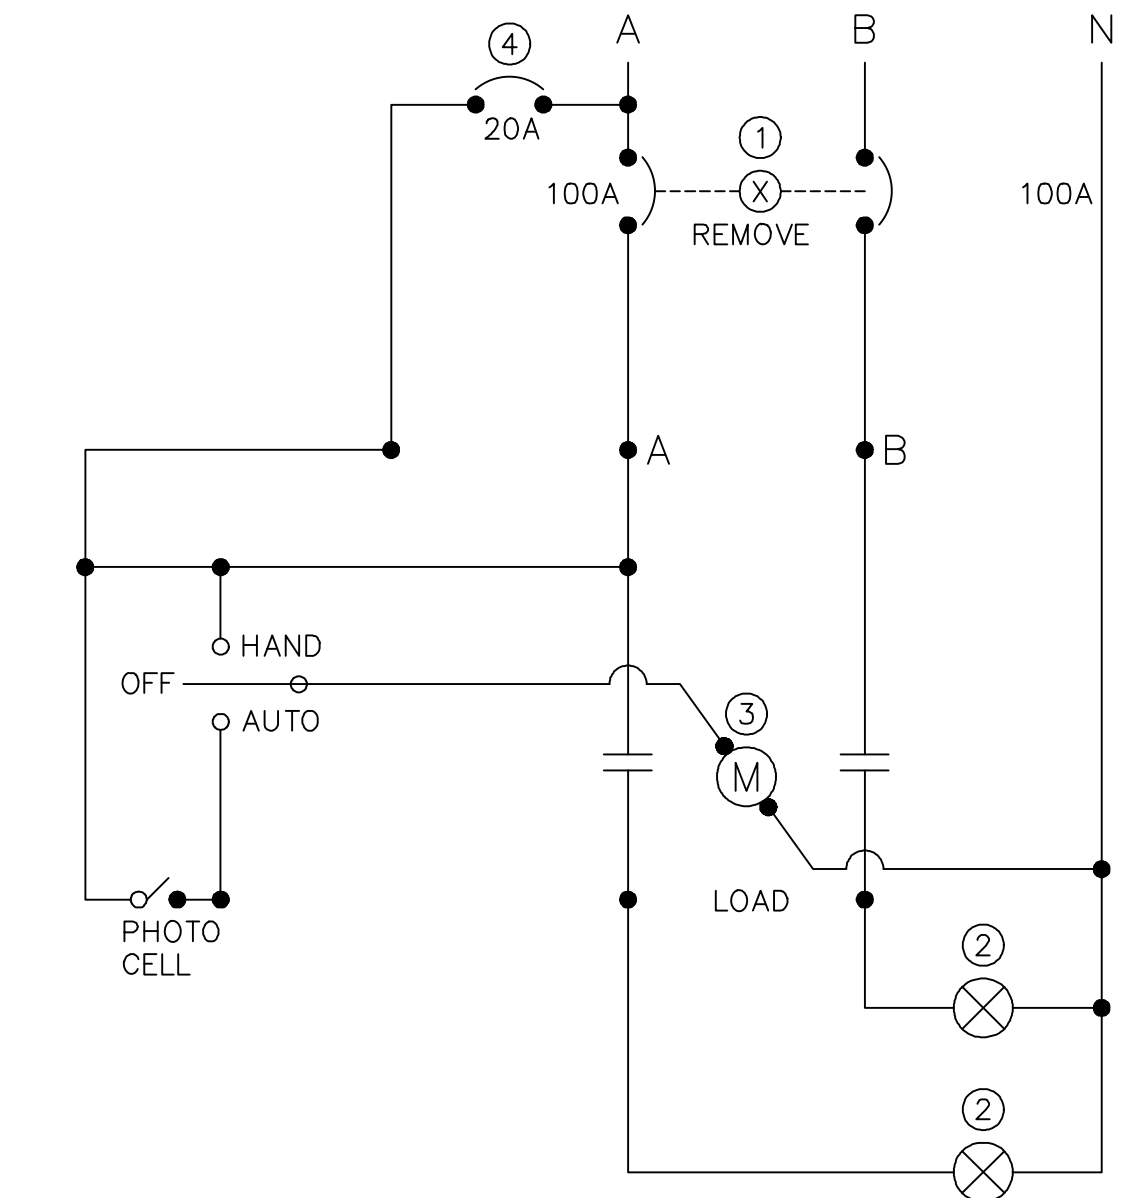 A B N
4
20A
1
100A X 100A
REMOVE
A B
HAND
OFF
AUTO
3
M
LOAD
PHOTO
CELL
2
2